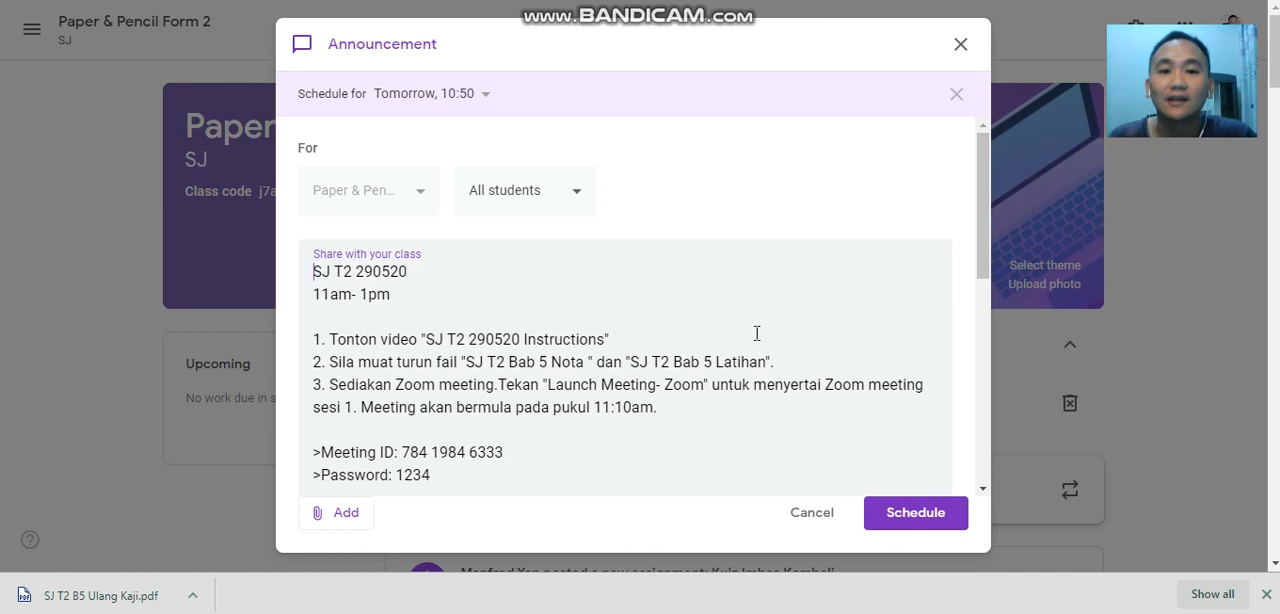 www.BANDICAM.com
Paper & Pencil Form 2
SJ
Announcement
Schedule for Tomorrow, 10:50
For
Paper & Pen...
All students
Paper
SJ
Class code j7a
Select theme
Upload photo
Share with your class
SJ T2 290520
11am- 1pm
1. Tonton video "SJ T2 290520 Instructions"
2. Sila muat turun fail "SJ T2 Bab 5 Nota " dan "SJ T2 Bab 5 Latihan".
3. Sediakan Zoom meeting.Tekan "Launch Meeting- Zoom" untuk menyertai Zoom meeting
sesi 1. Meeting akan bermula pada pukul 11:10am.
>Meeting ID: 784 1984 6333
>Password: 1234
Upcoming
No work due in s
Add
Cancel
Schedule
SJ T2 B5 Ulang Kaji.pdf
Show all